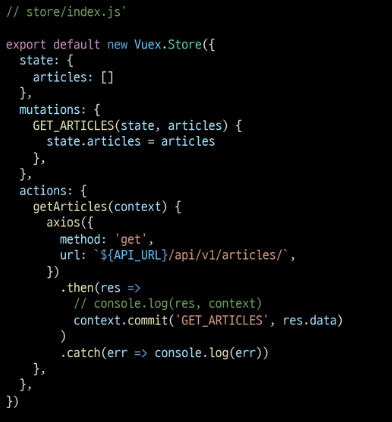 // store/index.js'
export default new Vuex.Store({
  state: {
    articles: []
  },
  mutations: {
    GET_ARTICLES(state, articles) {
      state.articles = articles
    },
  },
  actions: {
    getArticles(context) {
      axios({
        method: 'get',
        url: `${API_URL}/api/v1/articles/`,
      })
        .then(res =>
          // console.log(res, context)
          context.commit('GET_ARTICLES', res.data)
        )
        .catch(err => console.log(err))
    },
  },
})